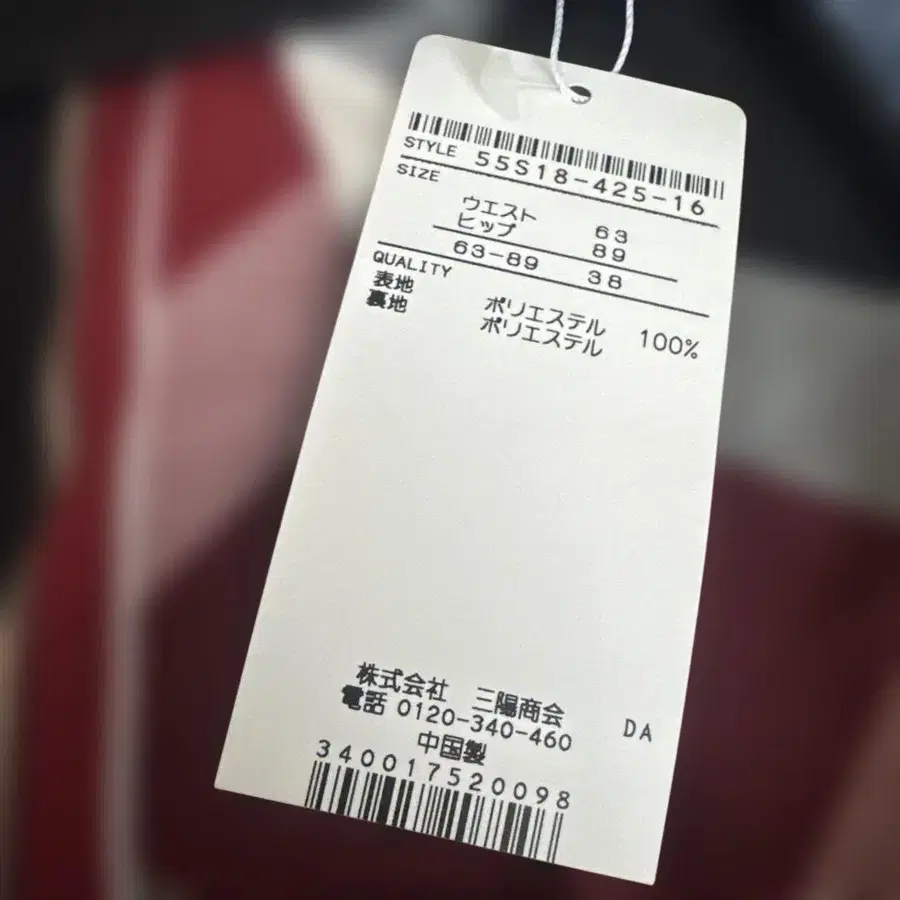 STYLE 55S18-425-16
SIZE
ウエスト 63
ヒップ 89
63-89 38
QUALITY
表地 ポリエステル 100%
裏地 ポリエステル
株式会社 三陽商会
電話 0120-340-460 DA
中国製
340017520098